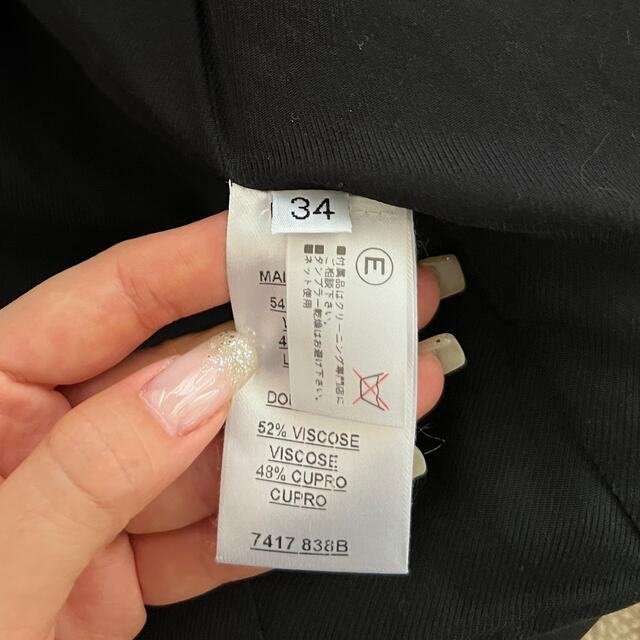 34
E
■付属品はクリーニング専門店に
ご相談下さい。
■タンブラー乾燥はお避け下さい。
■ネット使用
MA
54
DO
52% VISCOSE
VISCOSE
48% CUPRO
CUPRO
7417 838B